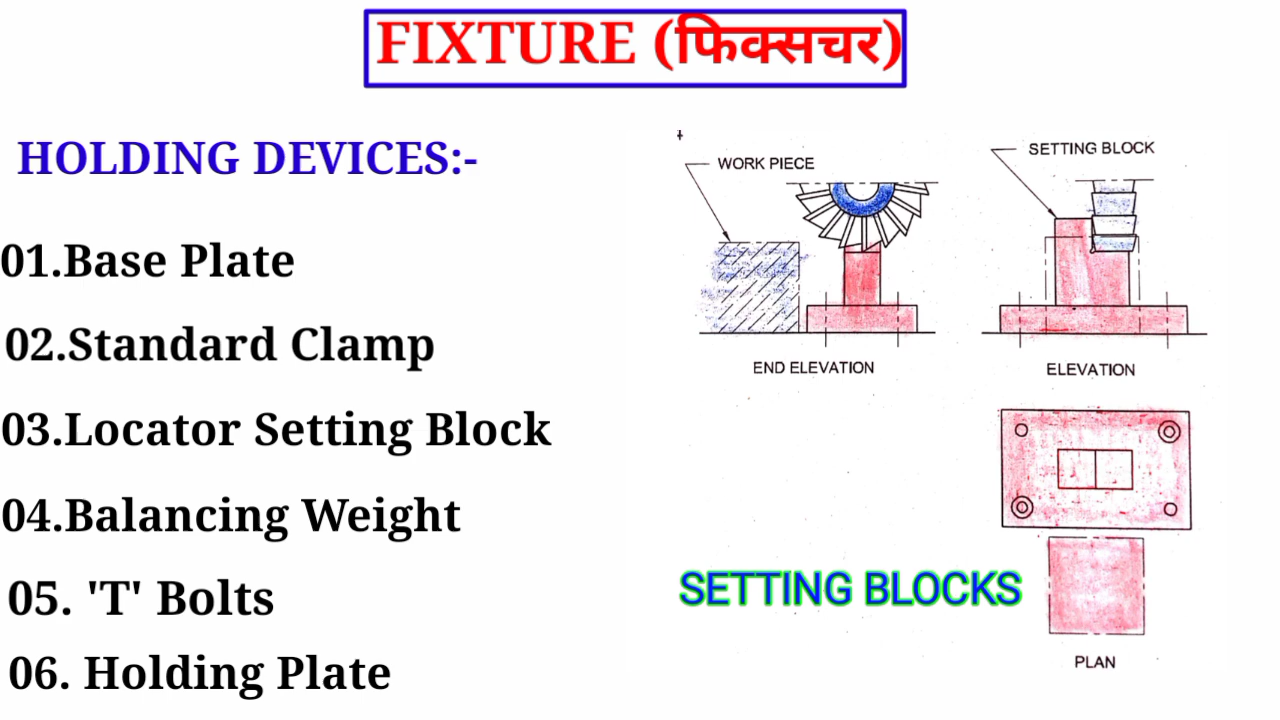 FIXTURE (फिक्सचर)
HOLDING DEVICES:-
01.Base Plate
02.Standard Clamp
03.Locator Setting Block
04.Balancing Weight
05. 'T' Bolts
06. Holding Plate
WORK PIECE
SETTING BLOCK
END ELEVATION
ELEVATION
SETTING BLOCKS
PLAN